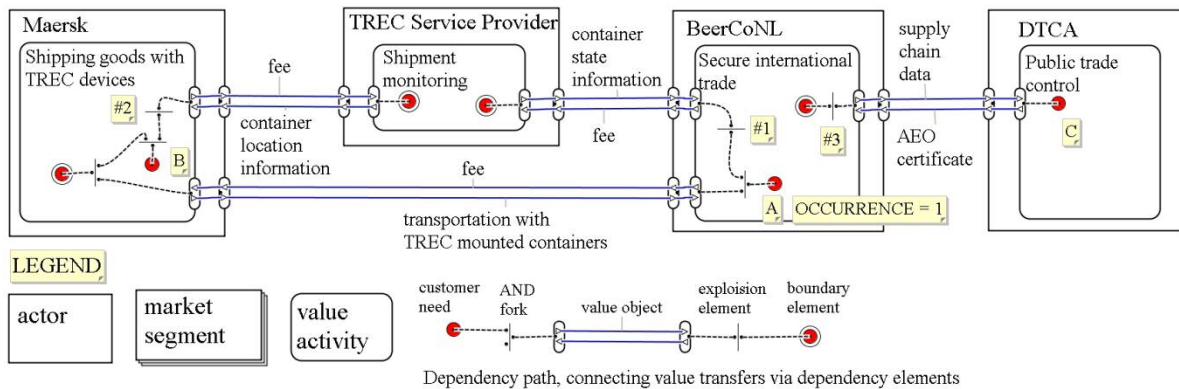 Maersk
Shipping goods with
TREC devices
#2
B
fee
container
location
information
TREC Service Provider
Shipment
monitoring
container
state
information
fee
fee
transportation with
TREC mounted containers
BeerCoNL
Secure international
trade
#1
#3
A
OCCURRENCE = 1
supply
chain
data
AEO
certificate
DTCA
Public trade
control
C
LEGEND
actor
market
segment
value
activity
customer
need
AND
fork
value object
exploision
element
boundary
element
Dependency path, connecting value transfers via dependency elements